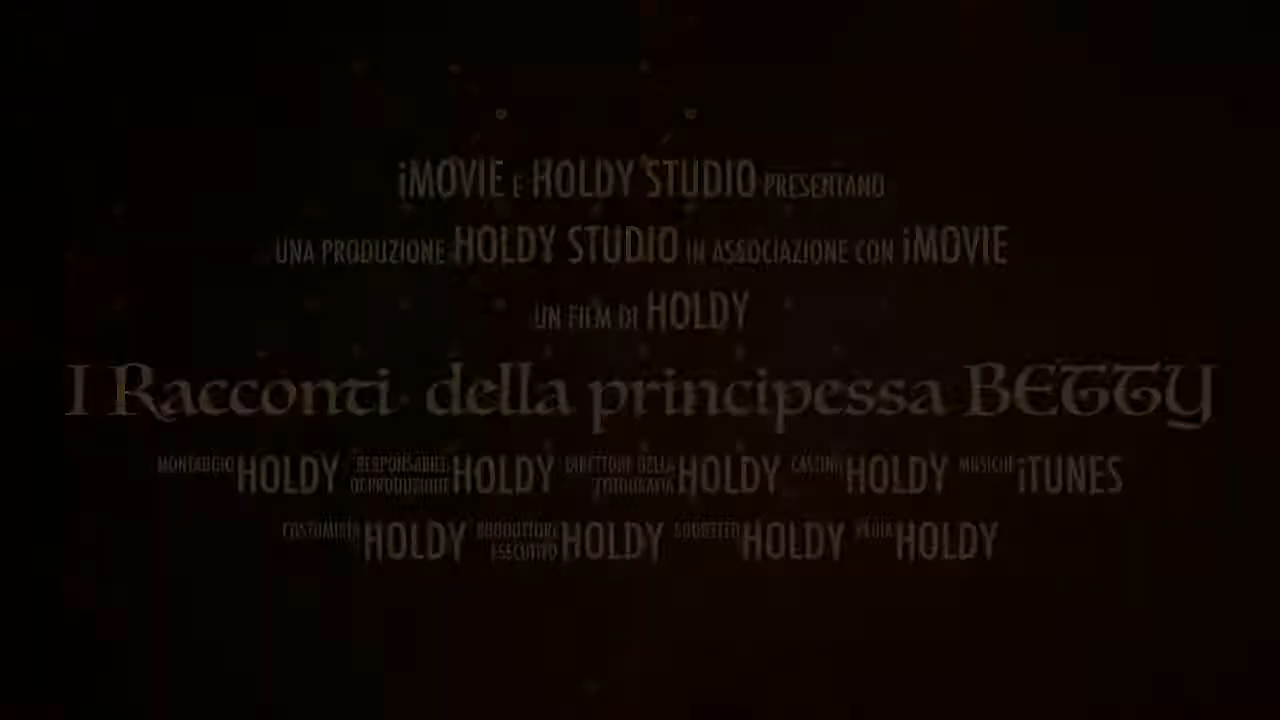 iMOVIE E HOLDY STUDIO PRESENTANO
UNA PRODUZIONE HOLDY STUDIO IN ASSOCIAZIONE CON iMOVIE
UN FILM DI HOLDY
I Racconti della principessa BETTY
MONTAGGIO HOLDY RESPONSABILE DI PRODUZIONE HOLDY DIRETTORE DELLA FOTOGRAFIA HOLDY CASTING HOLDY MUSICHE iTUNES
HOLDY PRODUTTORE ESECUTIVO HOLDY SOGGETTO HOLDY REGIA HOLDY